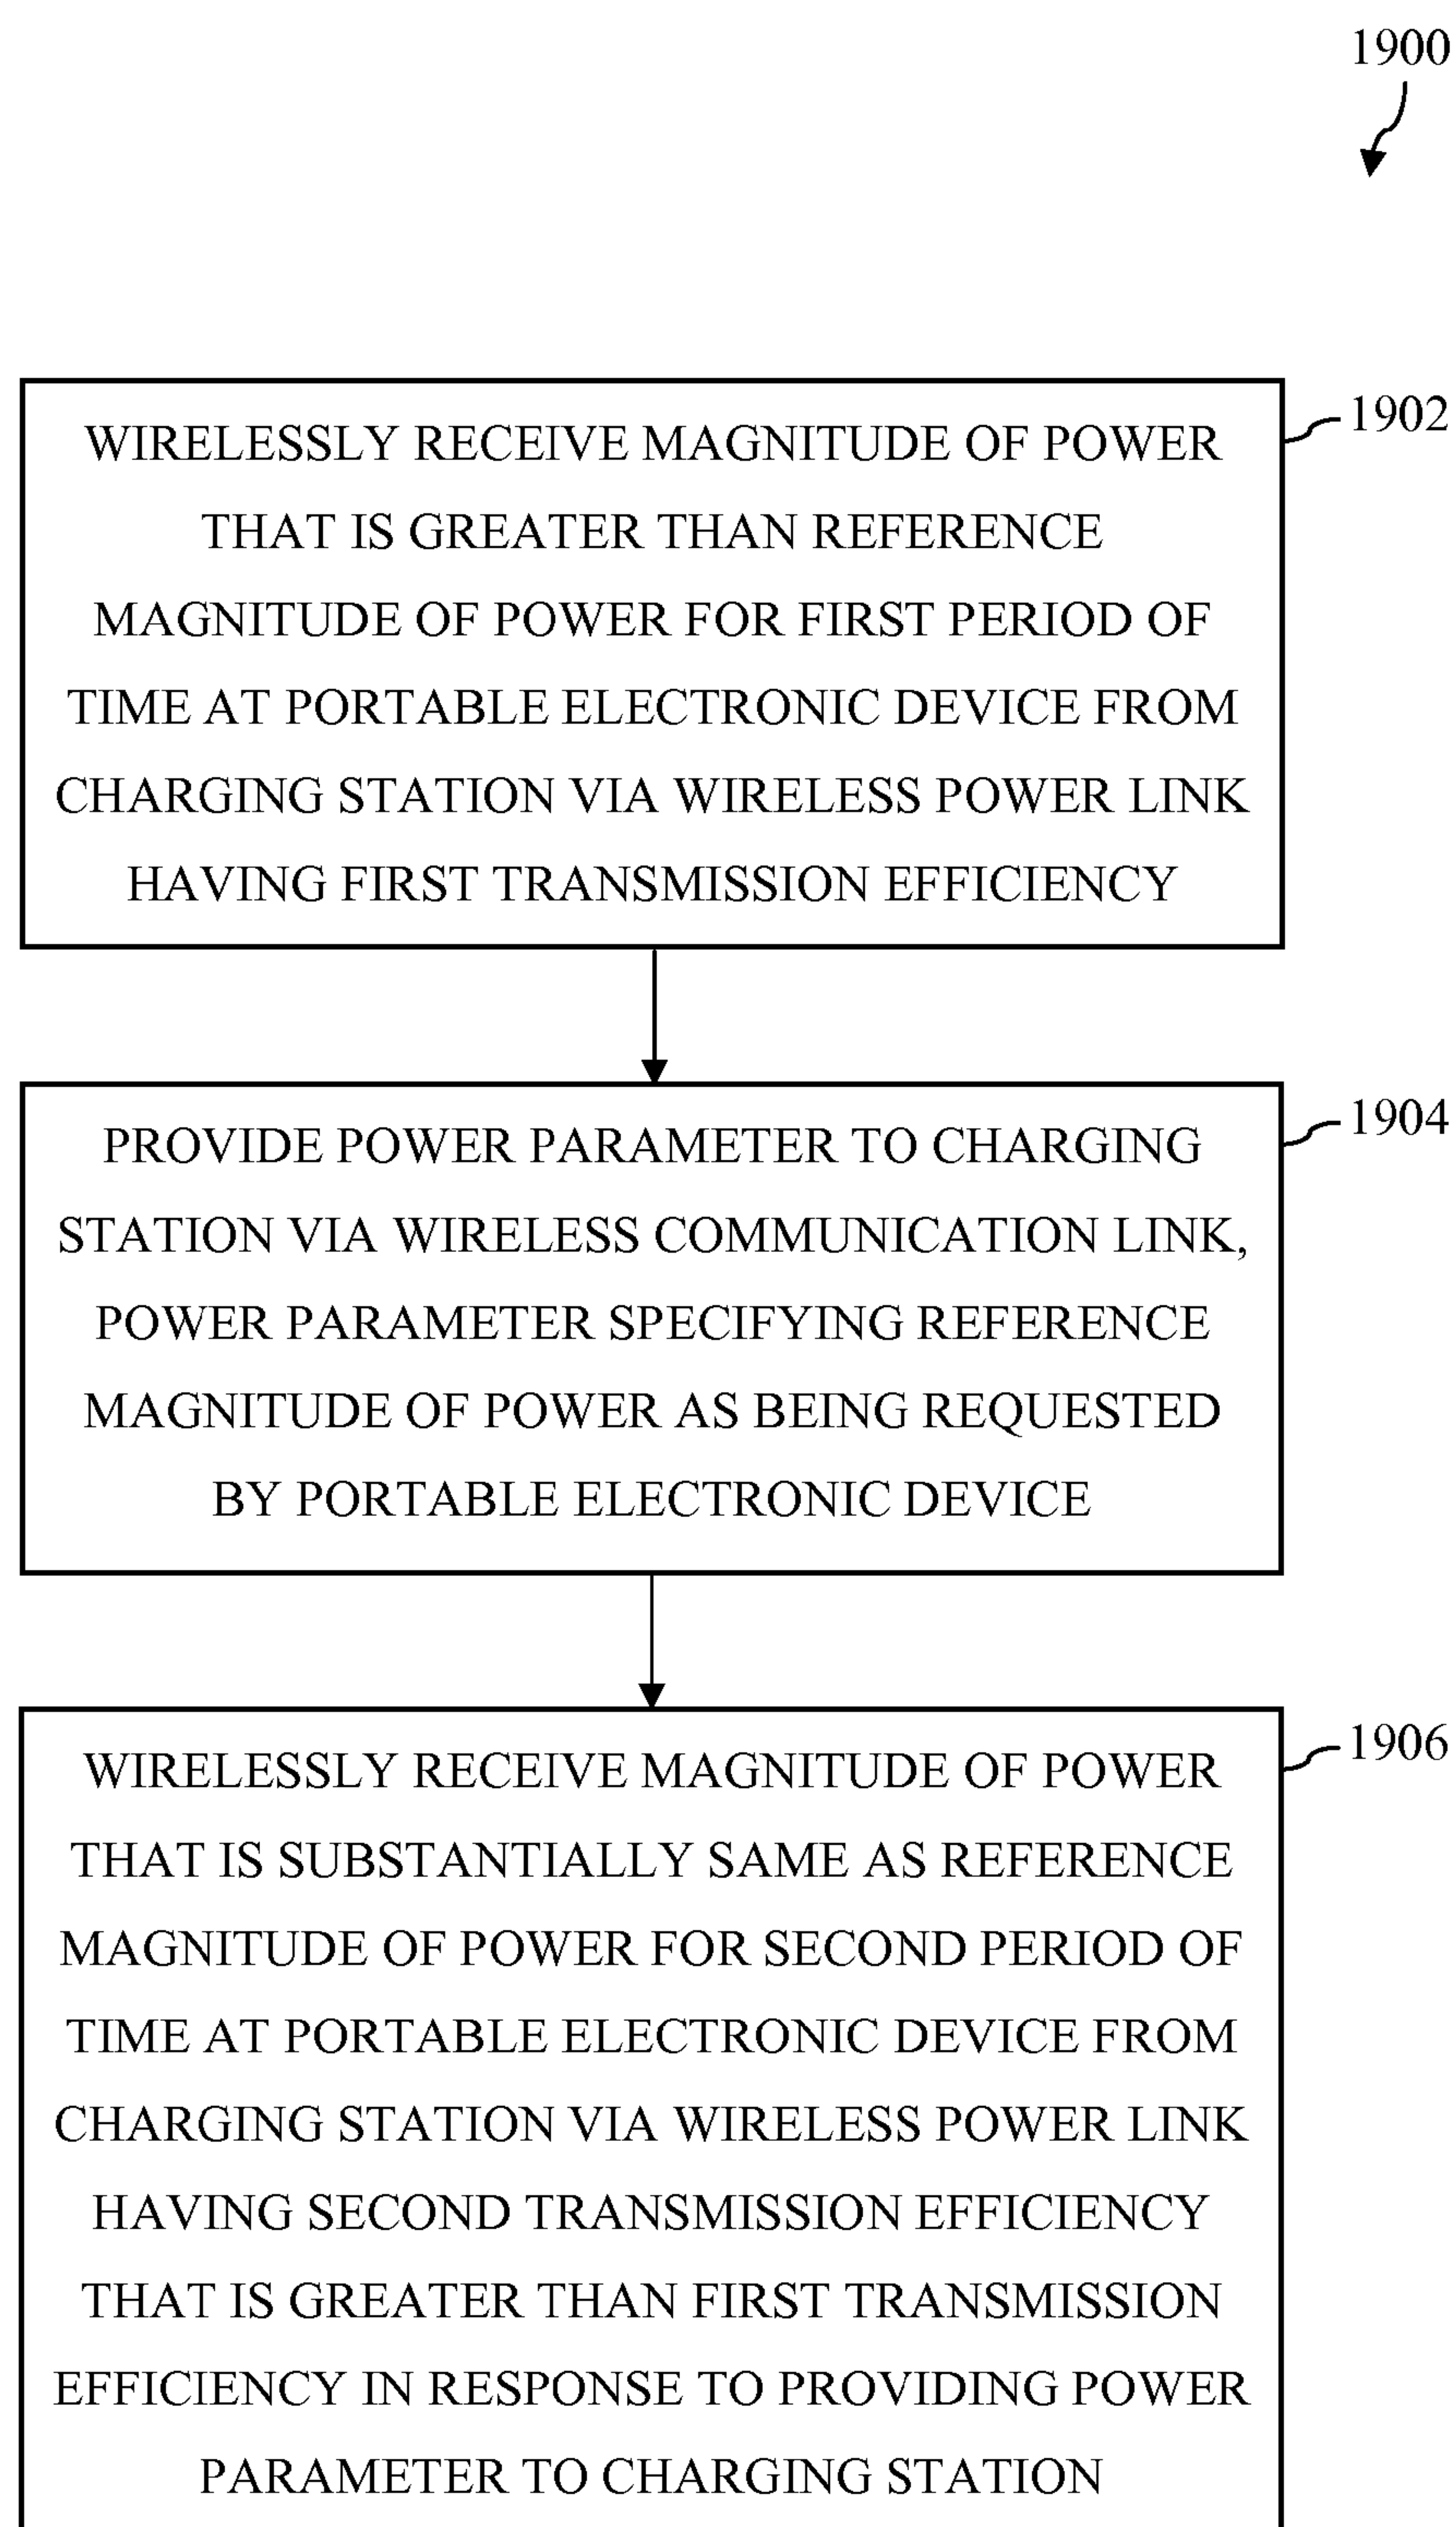 1900
WIRELESSLY RECEIVE MAGNITUDE OF POWER
THAT IS GREATER THAN REFERENCE
MAGNITUDE OF POWER FOR FIRST PERIOD OF
TIME AT PORTABLE ELECTRONIC DEVICE FROM
CHARGING STATION VIA WIRELESS POWER LINK
HAVING FIRST TRANSMISSION EFFICIENCY
1902
PROVIDE POWER PARAMETER TO CHARGING
STATION VIA WIRELESS COMMUNICATION LINK,
POWER PARAMETER SPECIFYING REFERENCE
MAGNITUDE OF POWER AS BEING REQUESTED
BY PORTABLE ELECTRONIC DEVICE
1904
WIRELESSLY RECEIVE MAGNITUDE OF POWER
THAT IS SUBSTANTIALLY SAME AS REFERENCE
MAGNITUDE OF POWER FOR SECOND PERIOD OF
TIME AT PORTABLE ELECTRONIC DEVICE FROM
CHARGING STATION VIA WIRELESS POWER LINK
HAVING SECOND TRANSMISSION EFFICIENCY
THAT IS GREATER THAN FIRST TRANSMISSION
EFFICIENCY IN RESPONSE TO PROVIDING POWER
PARAMETER TO CHARGING STATION
1906